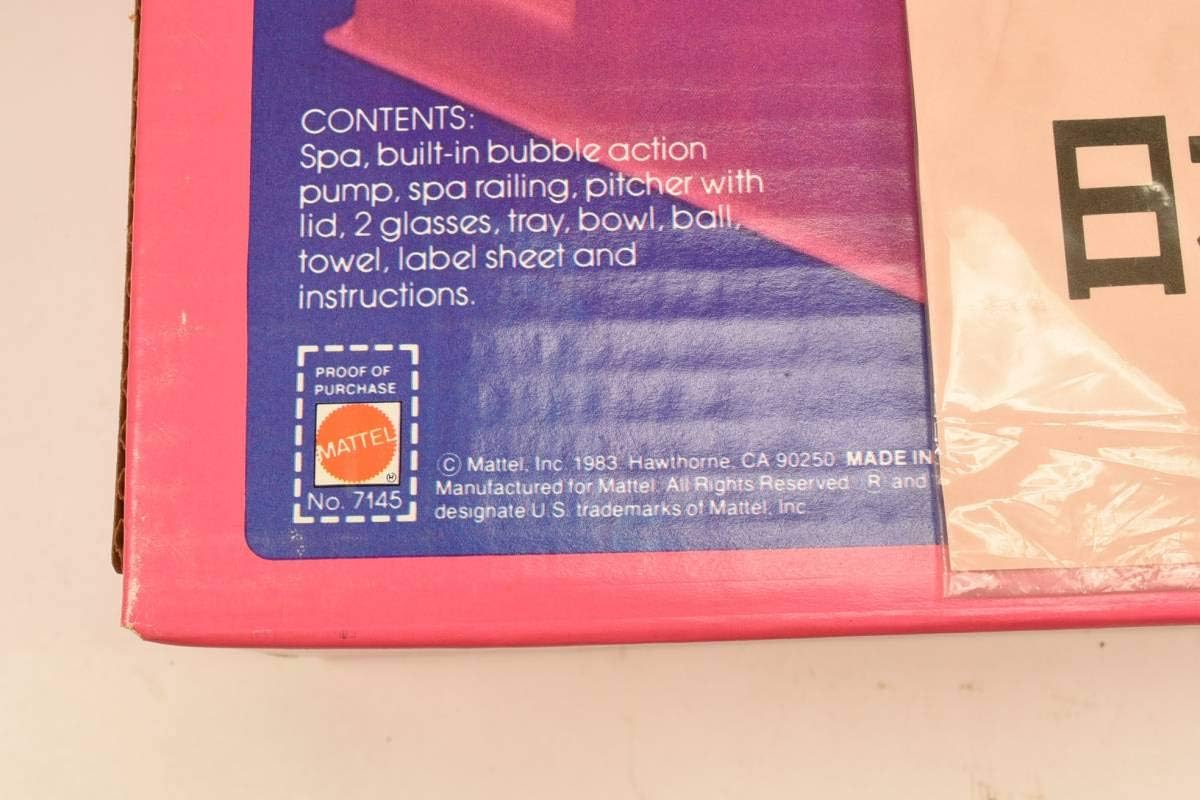 CONTENTS:
Spa, built-in bubble action
pump, spa railing, pitcher with
lid, 2 glasses, tray, bowl, ball,
towel, label sheet and
instructions.
PROOF OF
PURCHASE
MATTEL
No. 7145
© Mattel, Inc. 1983 Hawthorne, CA 90250 MADE IN
Manufactured for Mattel. All Rights Reserved. ® and
designate U.S. trademarks of Mattel, Inc.
日